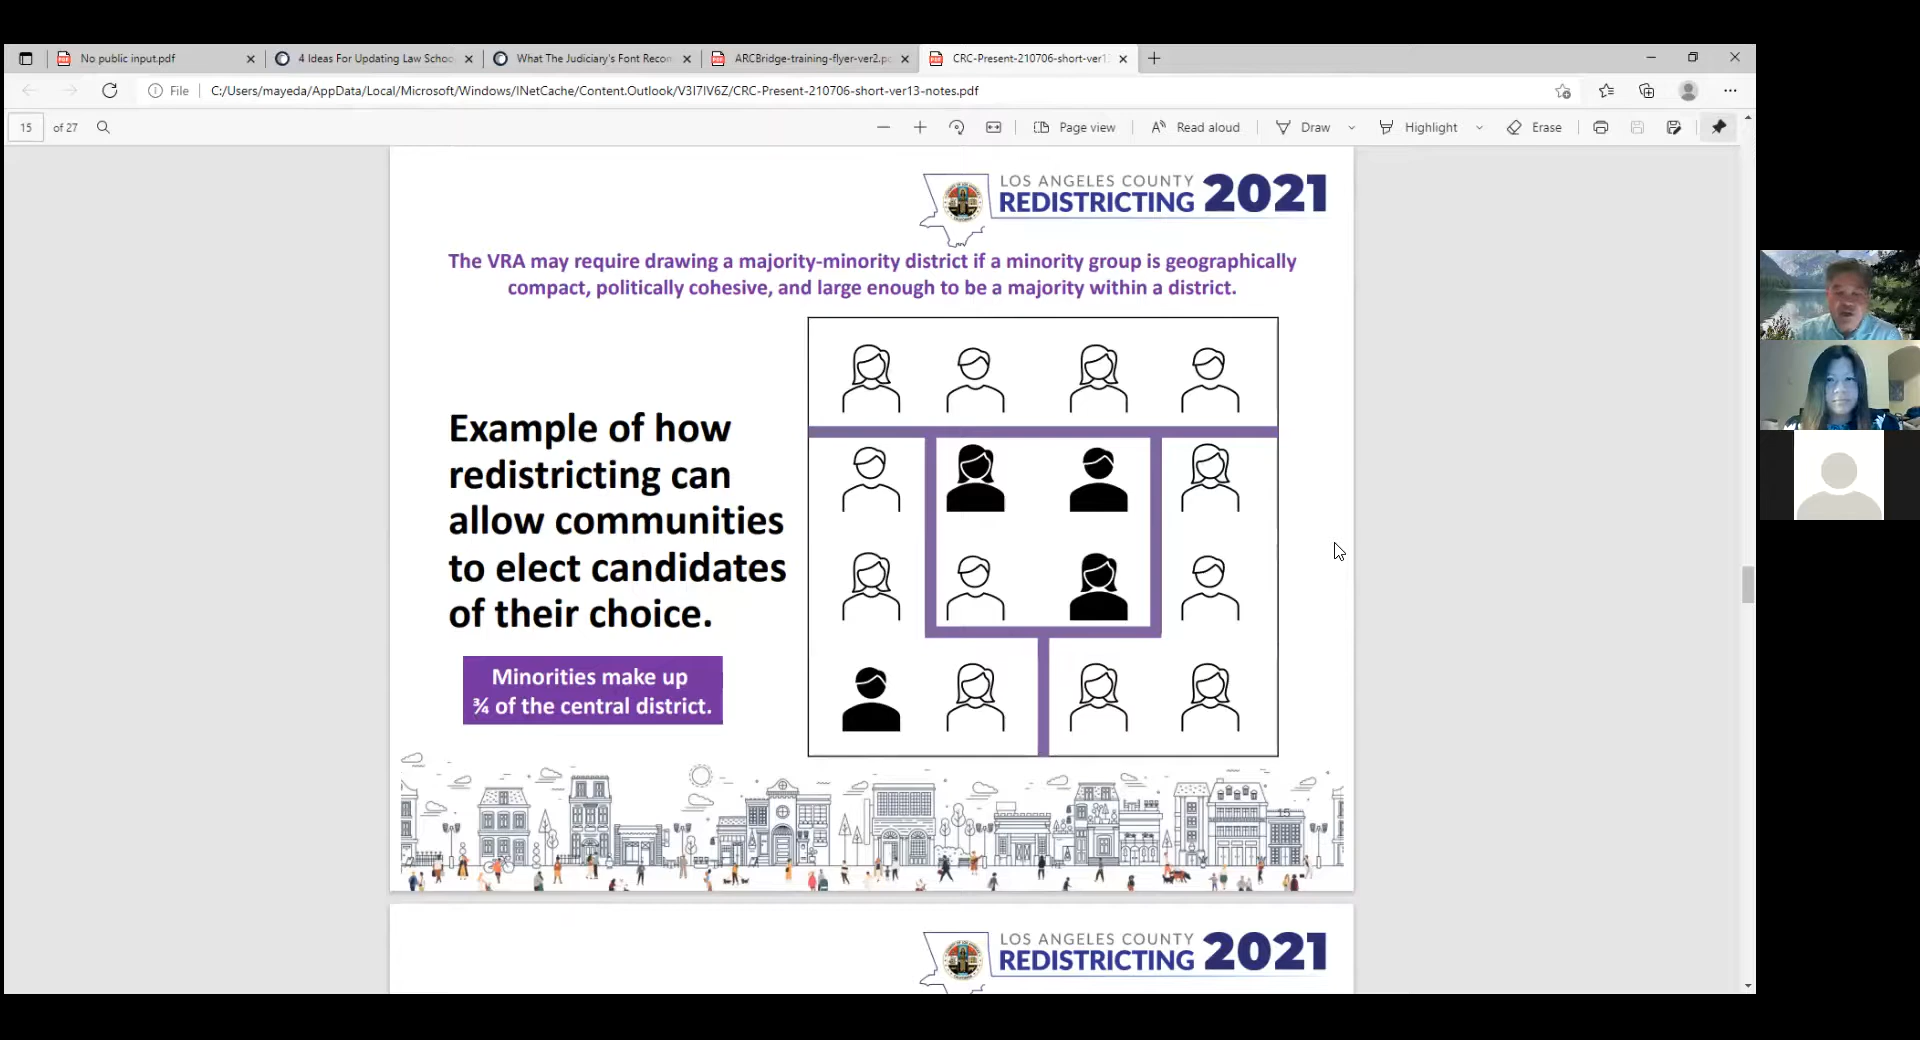 No public input.pdf
4 Ideas For Updating Law Schoo
What The Judiciary's Font Recon
ARCBridge-training-flyer-ver2.pc
CRC-Present-210706-short-ver1
File
C:/Users/mayeda/AppData/Local/Microsoft/Windows/INetCache/Content.Outlook/V3I7IV6Z/CRC-Present-210706-short-ver13-notes.pdf
15 of 27
Page view
Read aloud
Draw
Highlight
Erase
LOS ANGELES COUNTY
REDISTRICTING 2021
The VRA may require drawing a majority-minority district if a minority group is geographically
compact, politically cohesive, and large enough to be a majority within a district.
Example of how
redistricting can
allow communities
to elect candidates
of their choice.
Minorities make up
¾ of the central district.
15
LOS ANGELES COUNTY
REDISTRICTING 2021